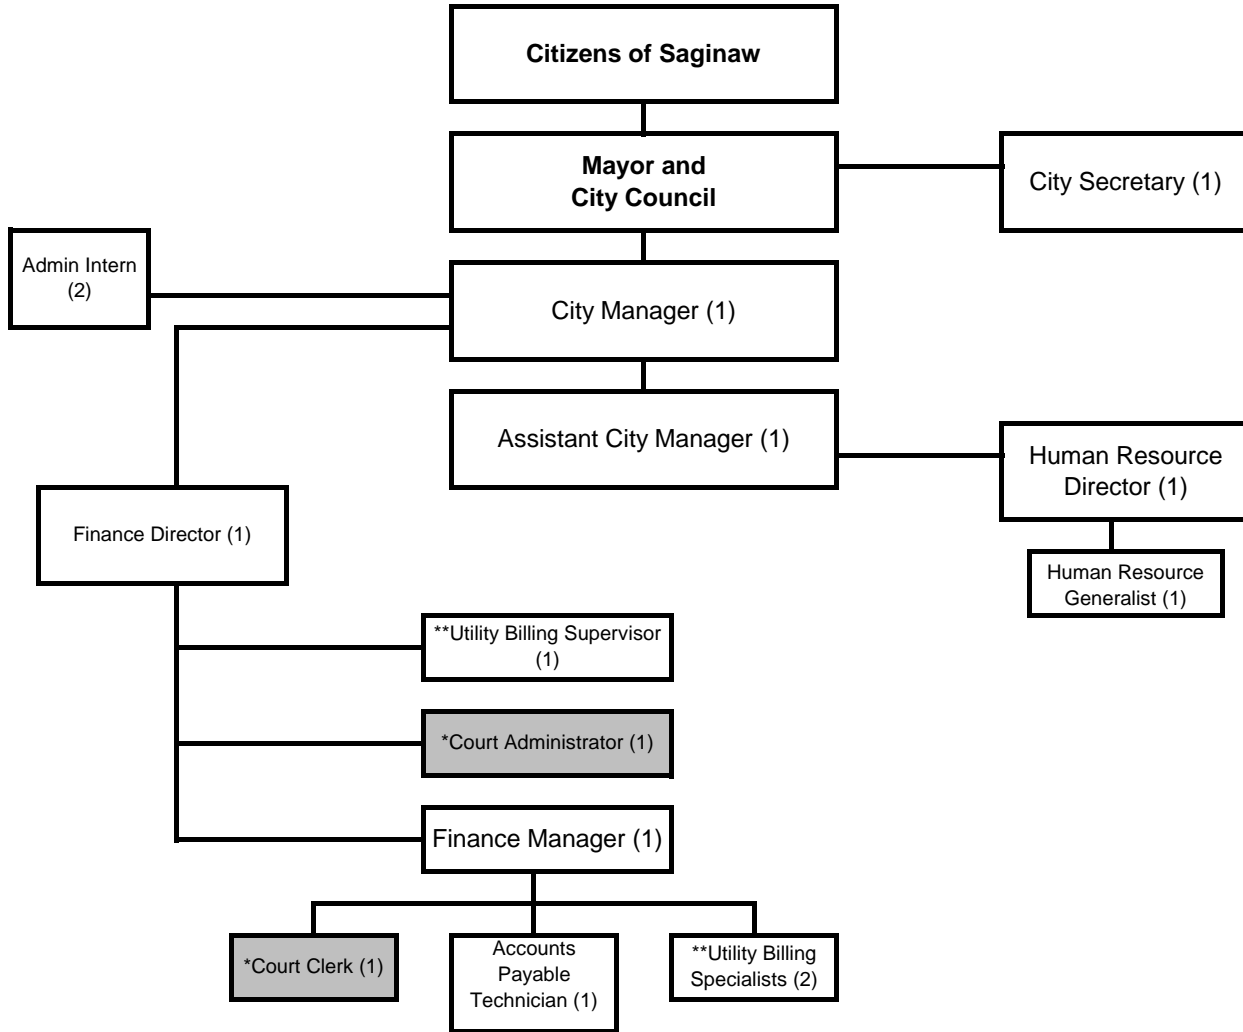 Citizens of Saginaw
Mayor and
City Council
City Secretary (1)
Admin Intern
(2)
City Manager (1)
Assistant City Manager (1)
Human Resource
Director (1)
Finance Director (1)
Human Resource
Generalist (1)
**Utility Billing Supervisor
(1)
*Court Administrator (1)
Finance Manager (1)
*Court Clerk (1)
Accounts
Payable
Technician (1)
**Utility Billing
Specialists (2)